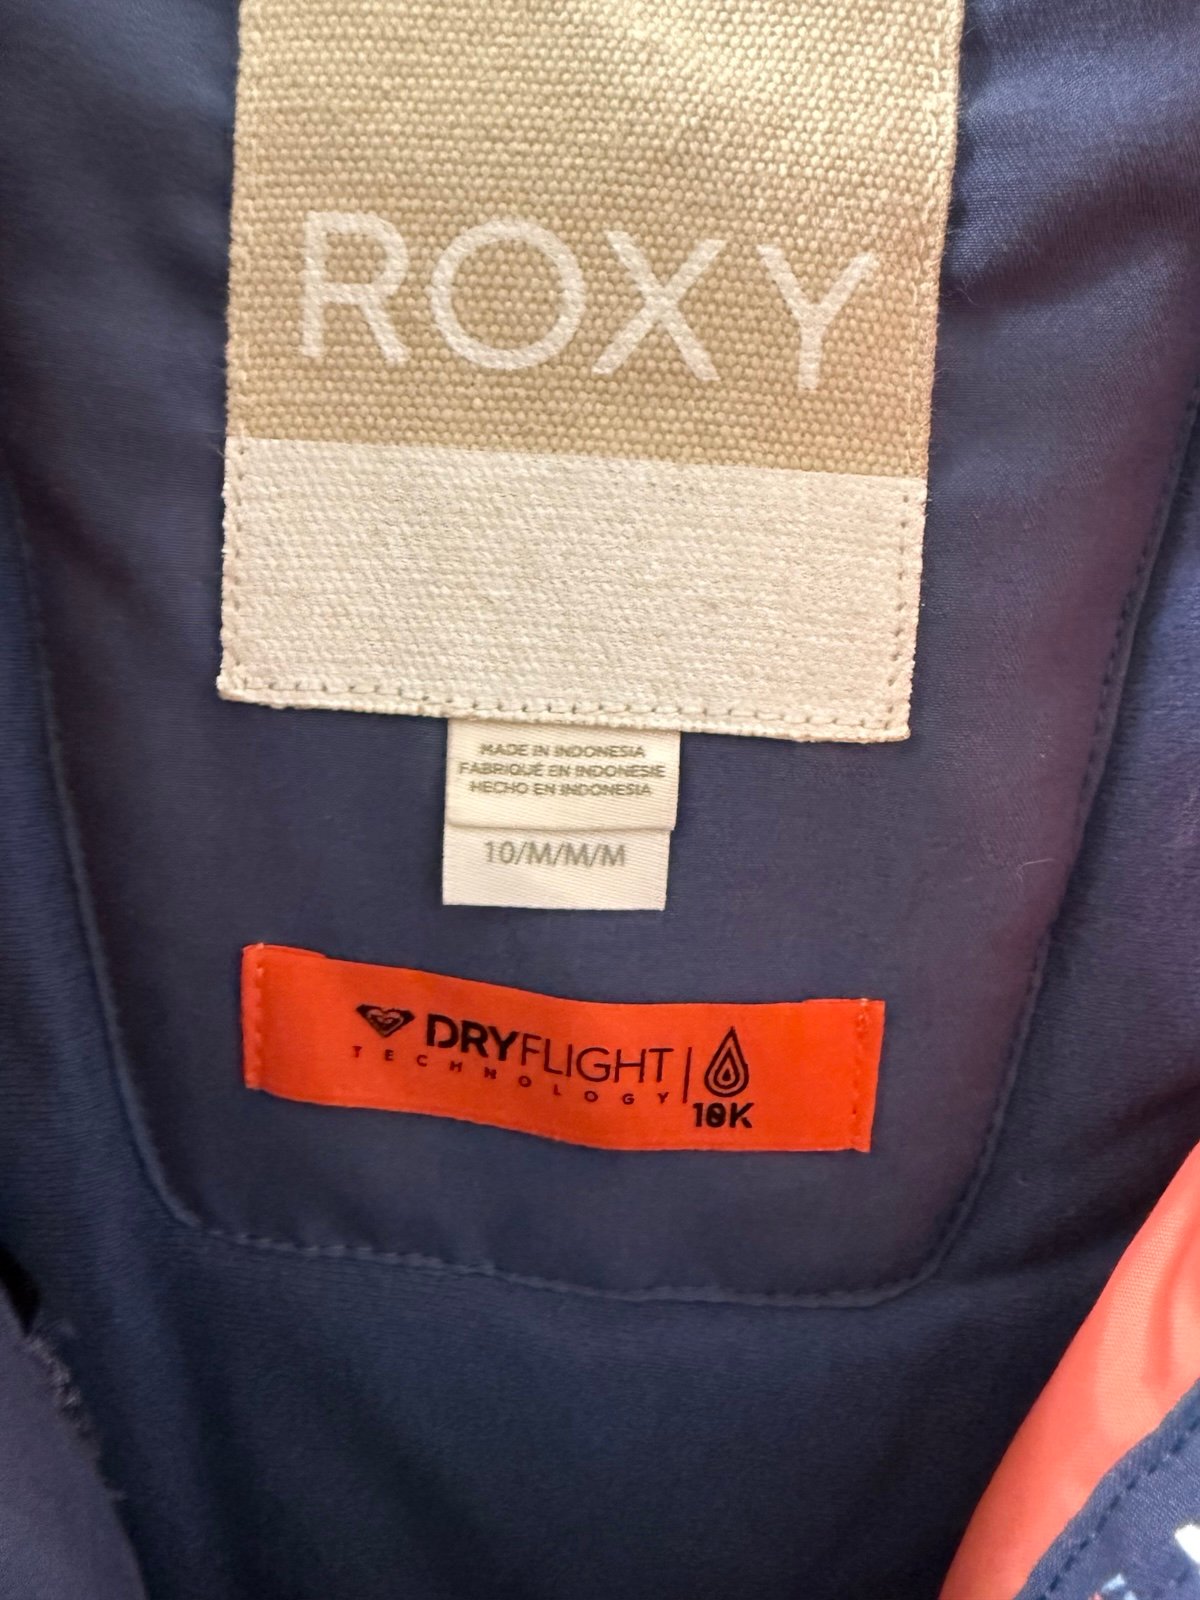 ROXY
MADE IN INDONESIA
FABRIQUÉ EN INDONESIE
HECHO EN INDONESIA
10/M/M/M
DRYFLIGHT
TECHNOLOGY
10K